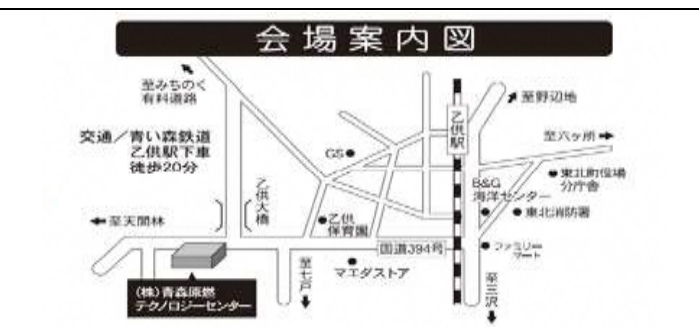 会場案内図
至みちのく
有料道路
交通／青い森鉄道
乙供駅下車
徒歩20分
GS
乙供駅
至野辺地
至六ヶ所
東北町役場
分庁舎
B&G
海洋センター
東北消防署
乙供大橋
乙供
保育園
至天間林
国道394号
ファミリー
マート
至七戸
マエダストア
至三沢
(株)青森原燃
テクノロジーセンター